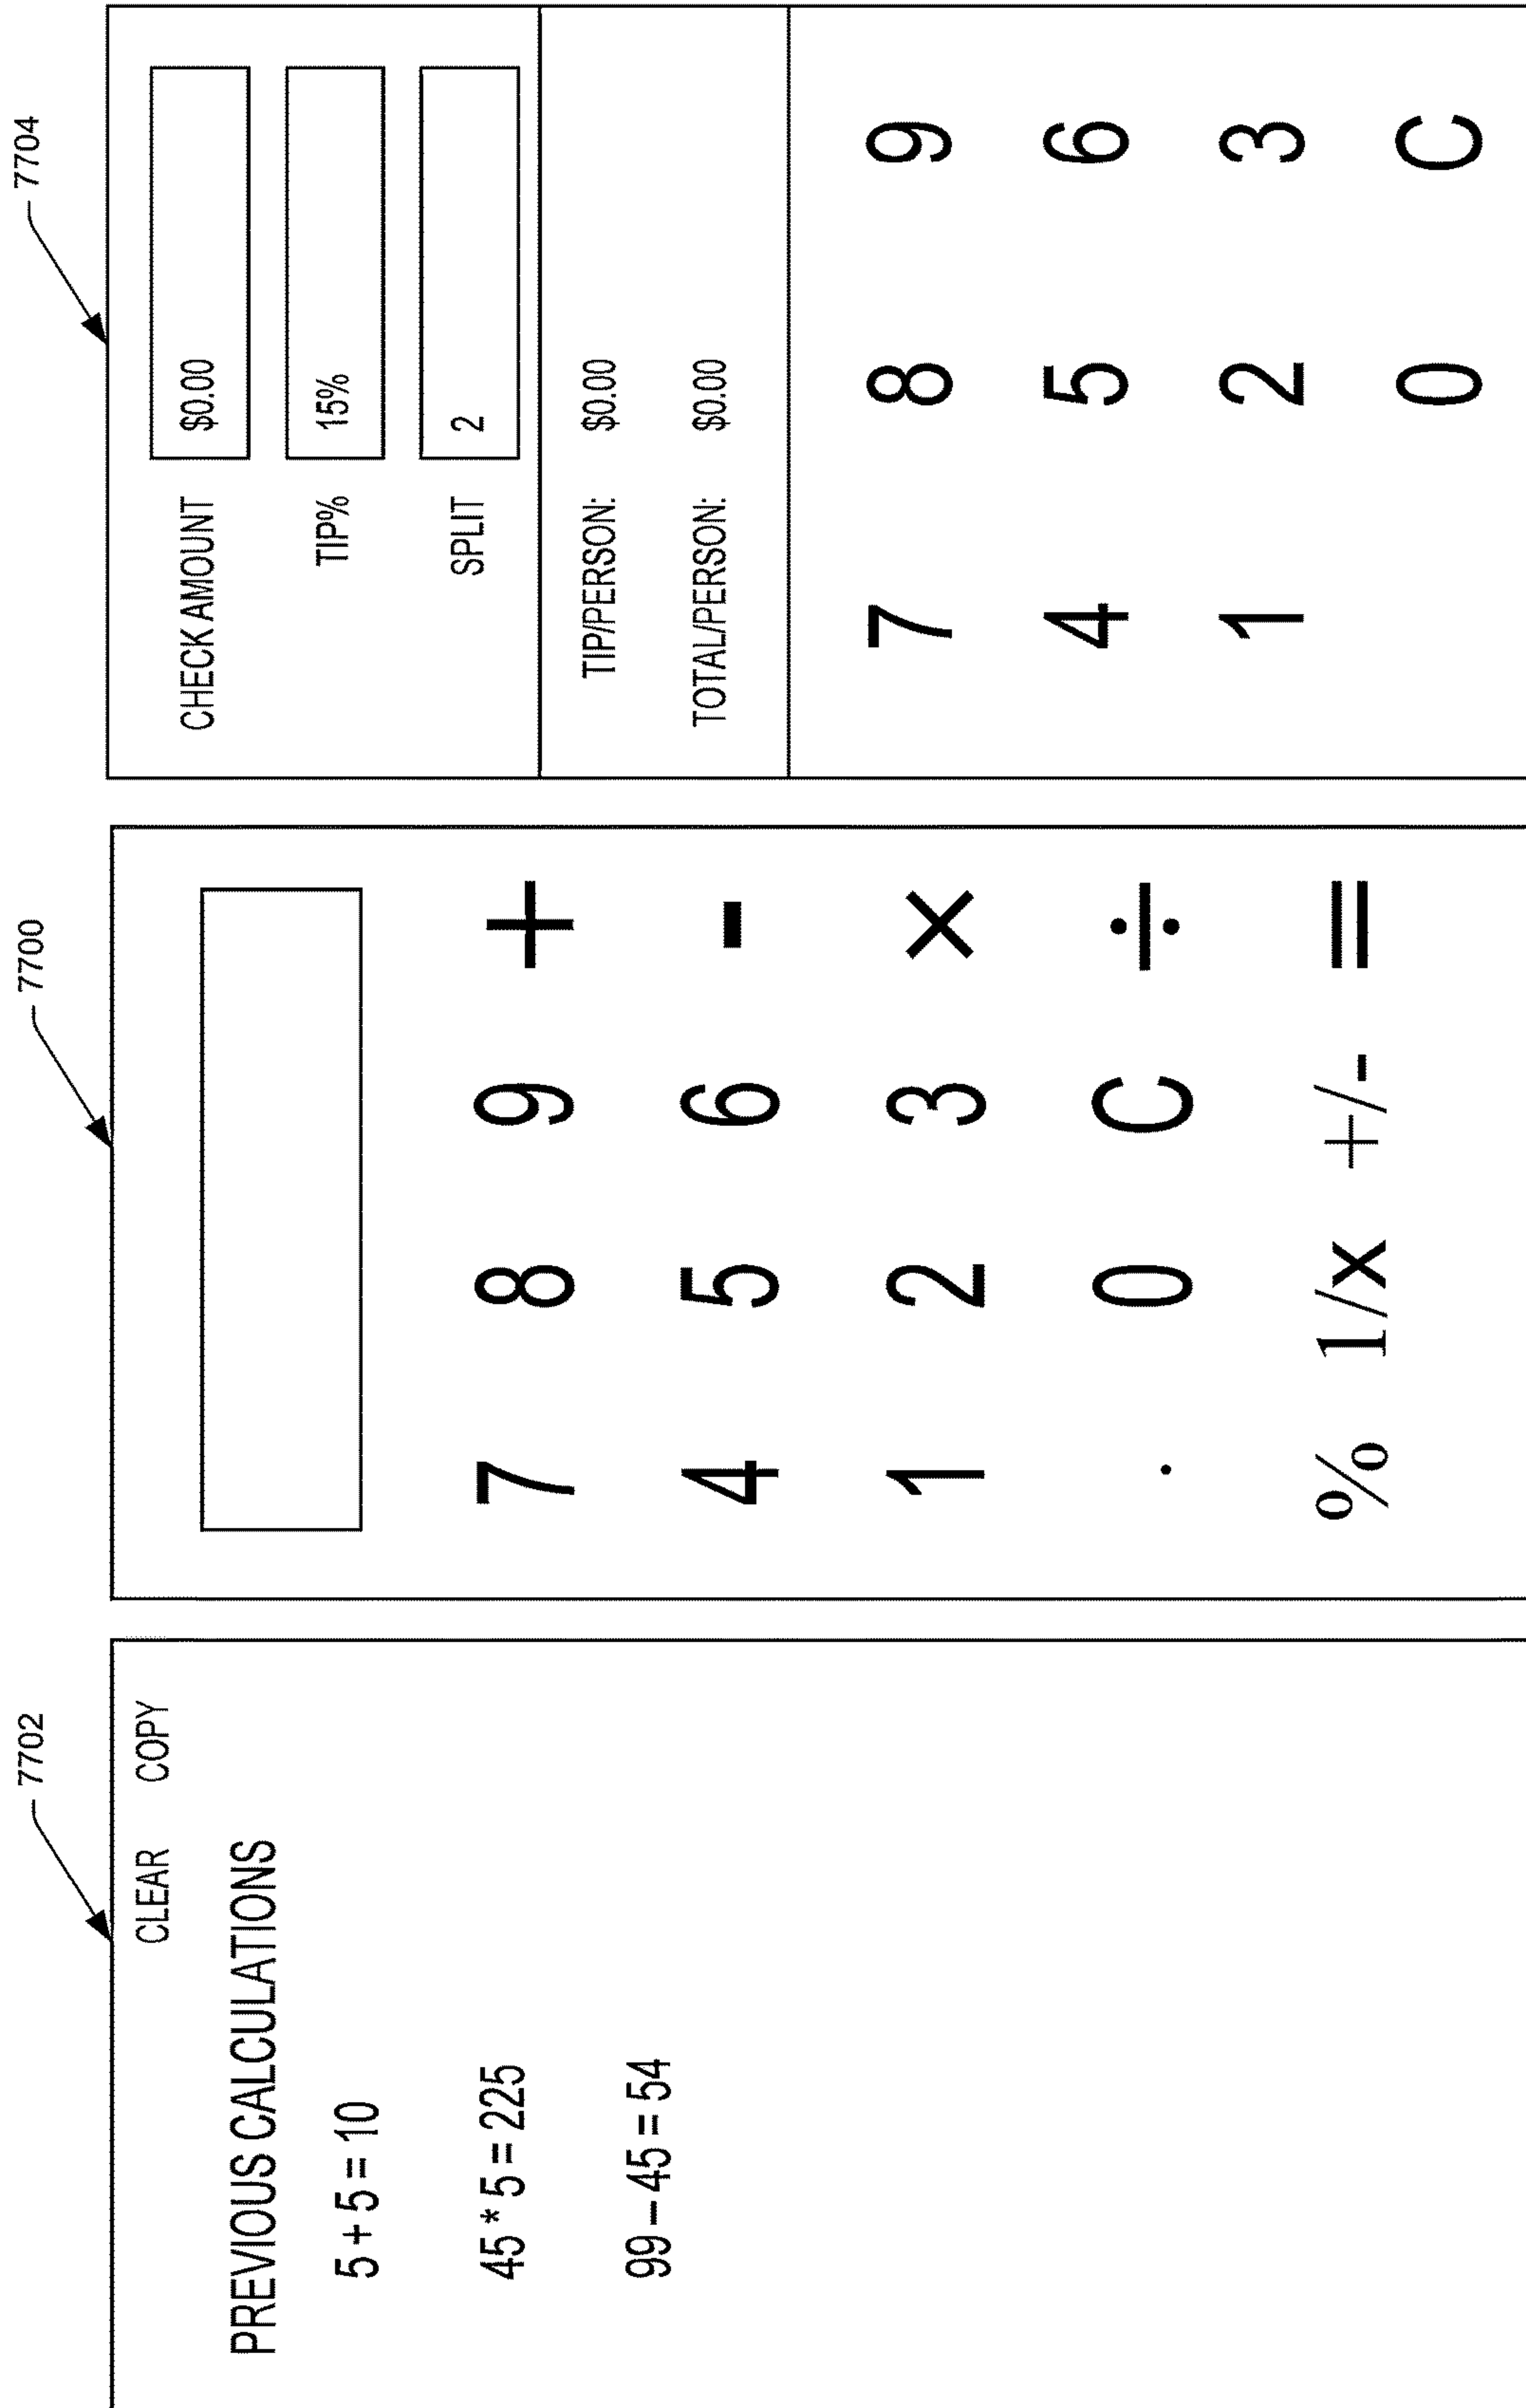 7702
CLEAR COPY
PREVIOUS CALCULATIONS
5 + 5 = 10
45 * 5 = 225
99 – 45 = 54
7700
7 8 9 +
4 5 6 -
1 2 3 ×
. 0 C ÷
% 1/x +/- =
7704
CHECK AMOUNT $0.00
TIP% 15%
SPLIT 2
TIP/PERSON: $0.00
TOTAL/PERSON: $0.00
7 8 9
4 5 6
1 2 3
0 C